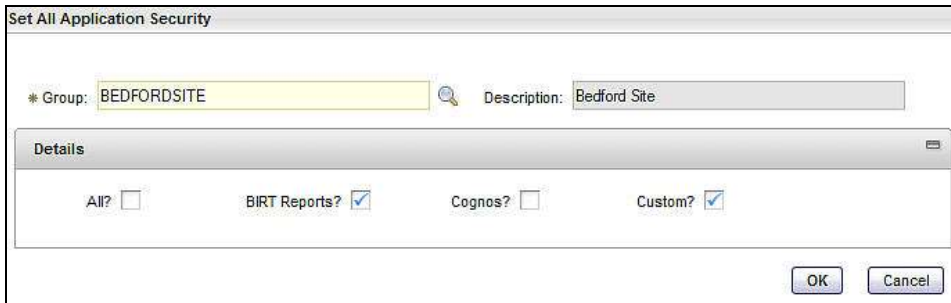 Set All Application Security
* Group: BEDFORDSITE Description: Bedford Site
Details
All? BIRT Reports? Cognos? Custom?
OK Cancel